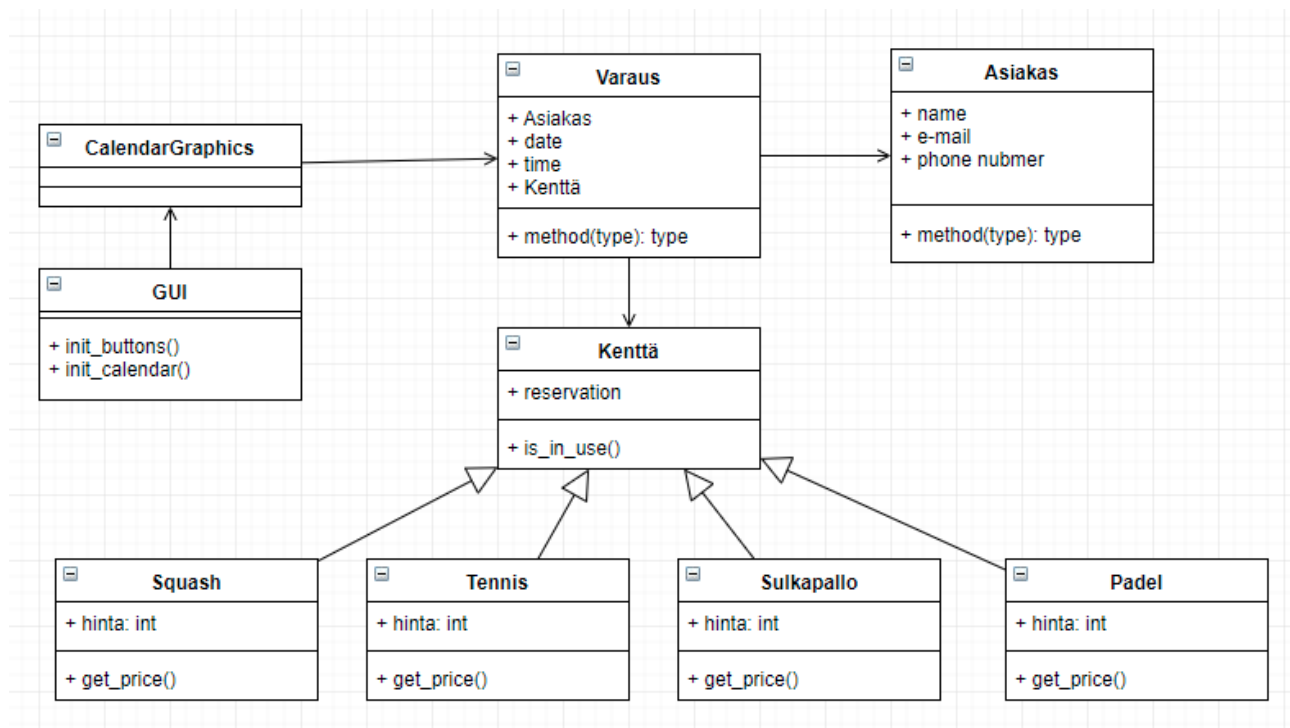 Varaus
+ Asiakas
+ date
+ time
+ Kenttä
+ method(type): type
Asiakas
+ name
+ e-mail
+ phone nubmer
+ method(type): type
CalendarGraphics
GUI
+ init_buttons()
+ init_calendar()
Kenttä
+ reservation
+ is_in_use()
Squash
+ hinta: int
+ get_price()
Tennis
+ hinta: int
+ get_price()
Sulkapallo
+ hinta: int
+ get_price()
Padel
+ hinta: int
+ get_price()